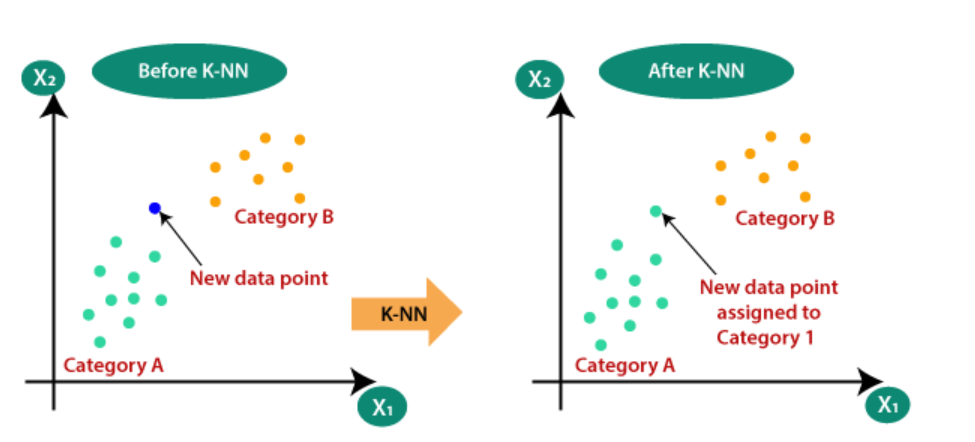 X₂
Before K-NN
Category B
New data point
Category A
X₁
K-NN
X₂
After K-NN
Category B
New data point
assigned to
Category 1
Category A
X₁